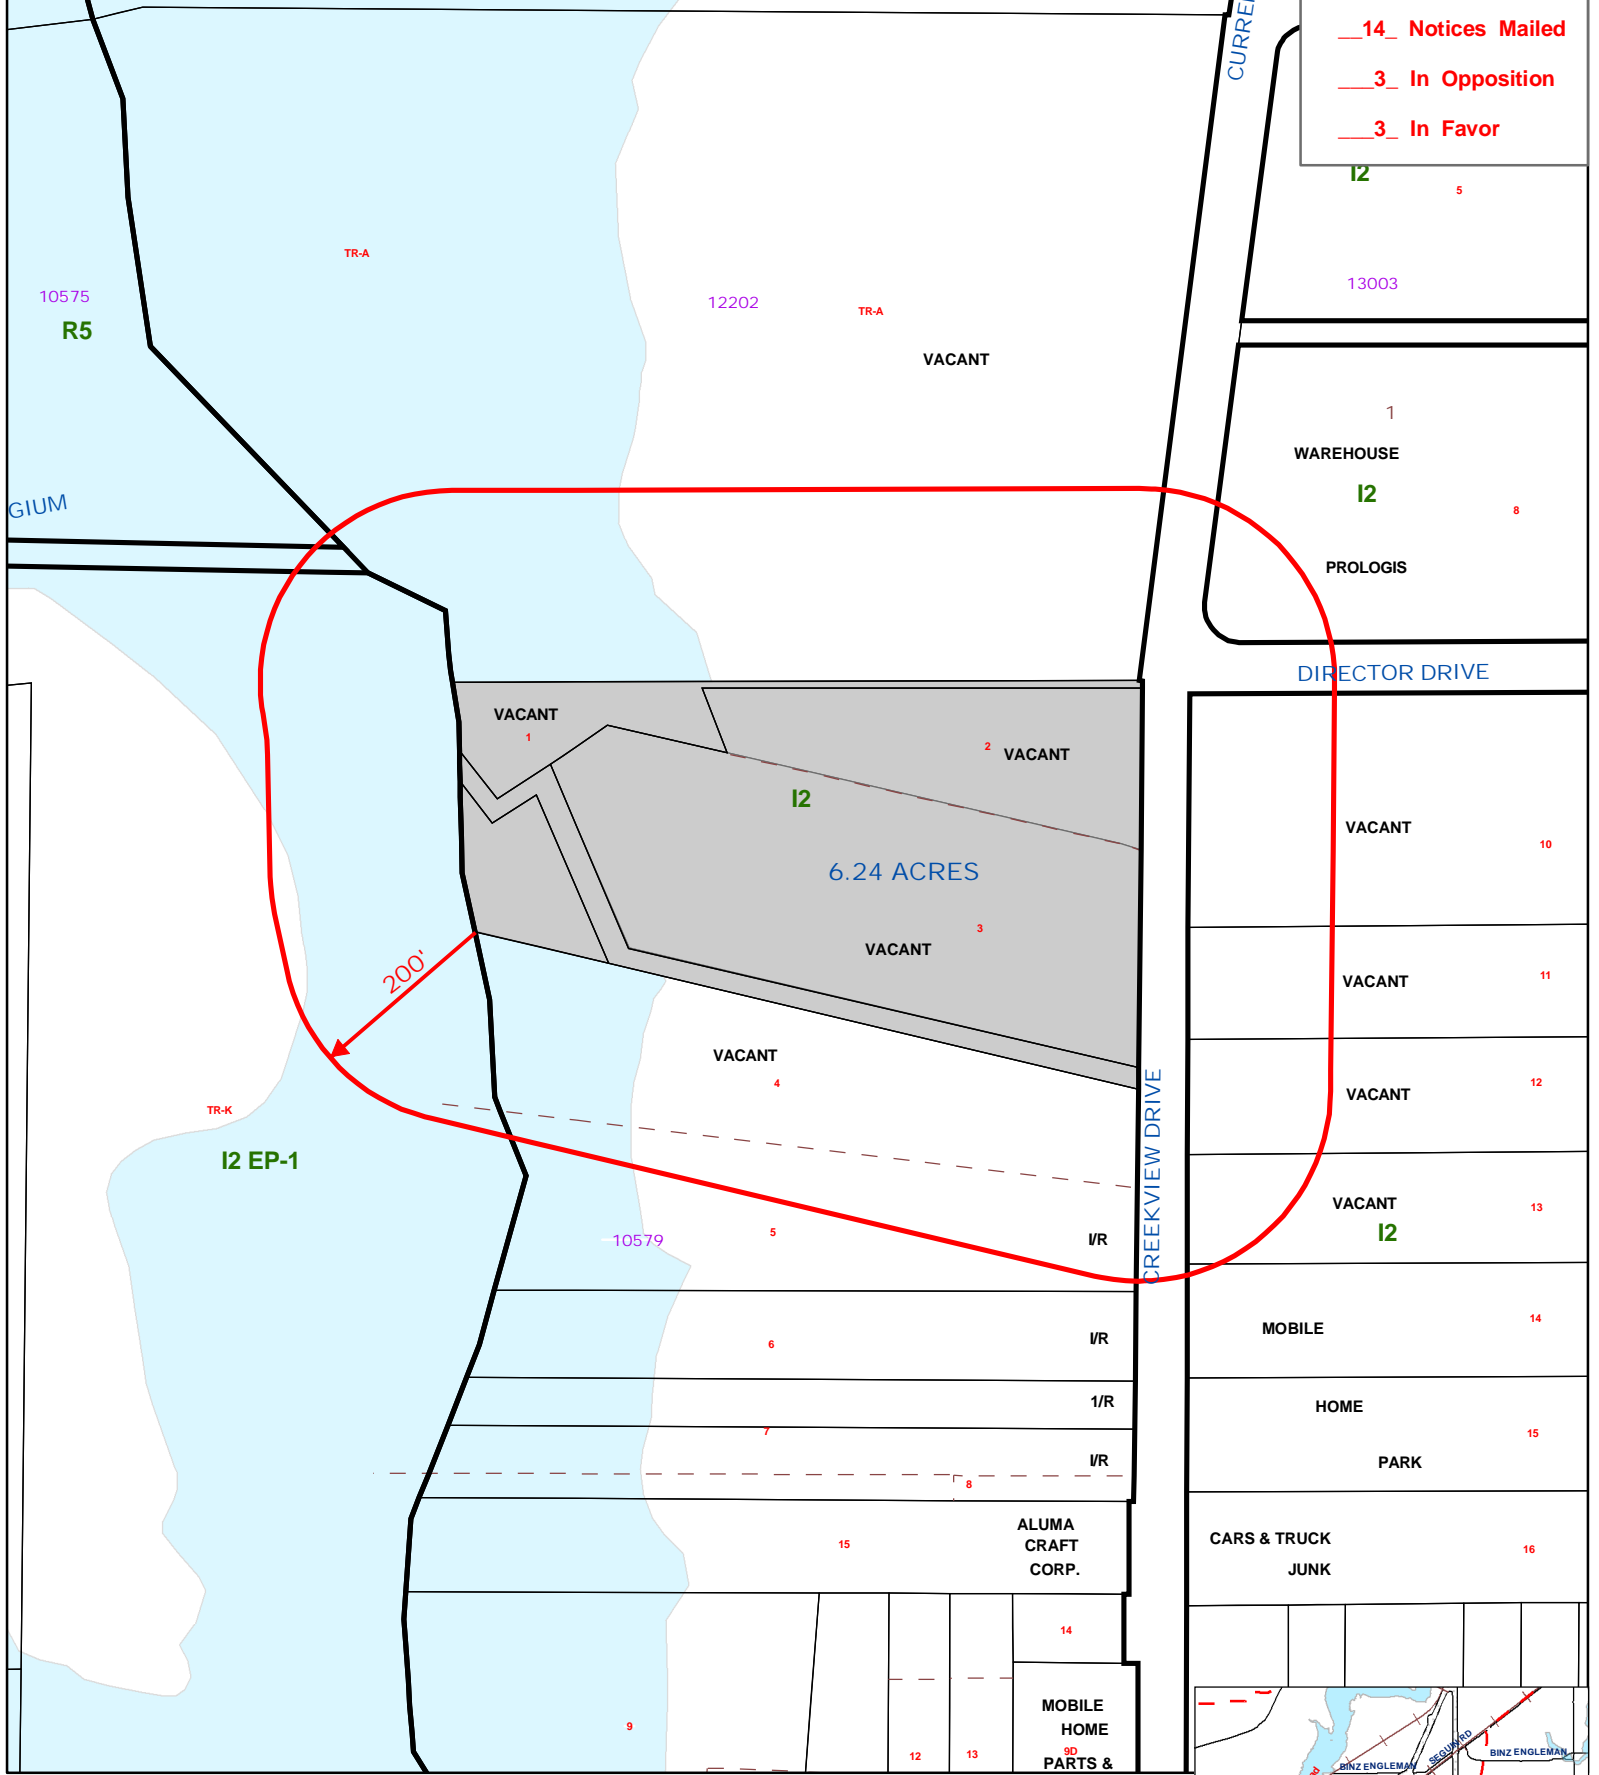 CURRE
__14_ Notices Mailed
___3_ In Opposition
___3_ In Favor
I2
5
13003
TR-A
10575
R5
12202
TR-A
VACANT
1
WAREHOUSE
I2
8
PROLOGIS
GIUM
DIRECTOR DRIVE
VACANT
1
2 VACANT
I2
6.24 ACRES
3
VACANT
200'
VACANT
10
VACANT
11
VACANT
4
VACANT
12
CREEKVIEW DRIVE
TR-K
I2 EP-1
VACANT
13
I2
10579
5
I/R
6
I/R
MOBILE
14
1/R
HOME
7
15
I/R
PARK
8
15
ALUMA
CRAFT
CORP.
CARS & TRUCK
JUNK
16
14
9
12
13
MOBILE
HOME
9D
PARTS &
SEGUIN RD
BINZ ENGLEMAN
BINZ ENGLEMAN